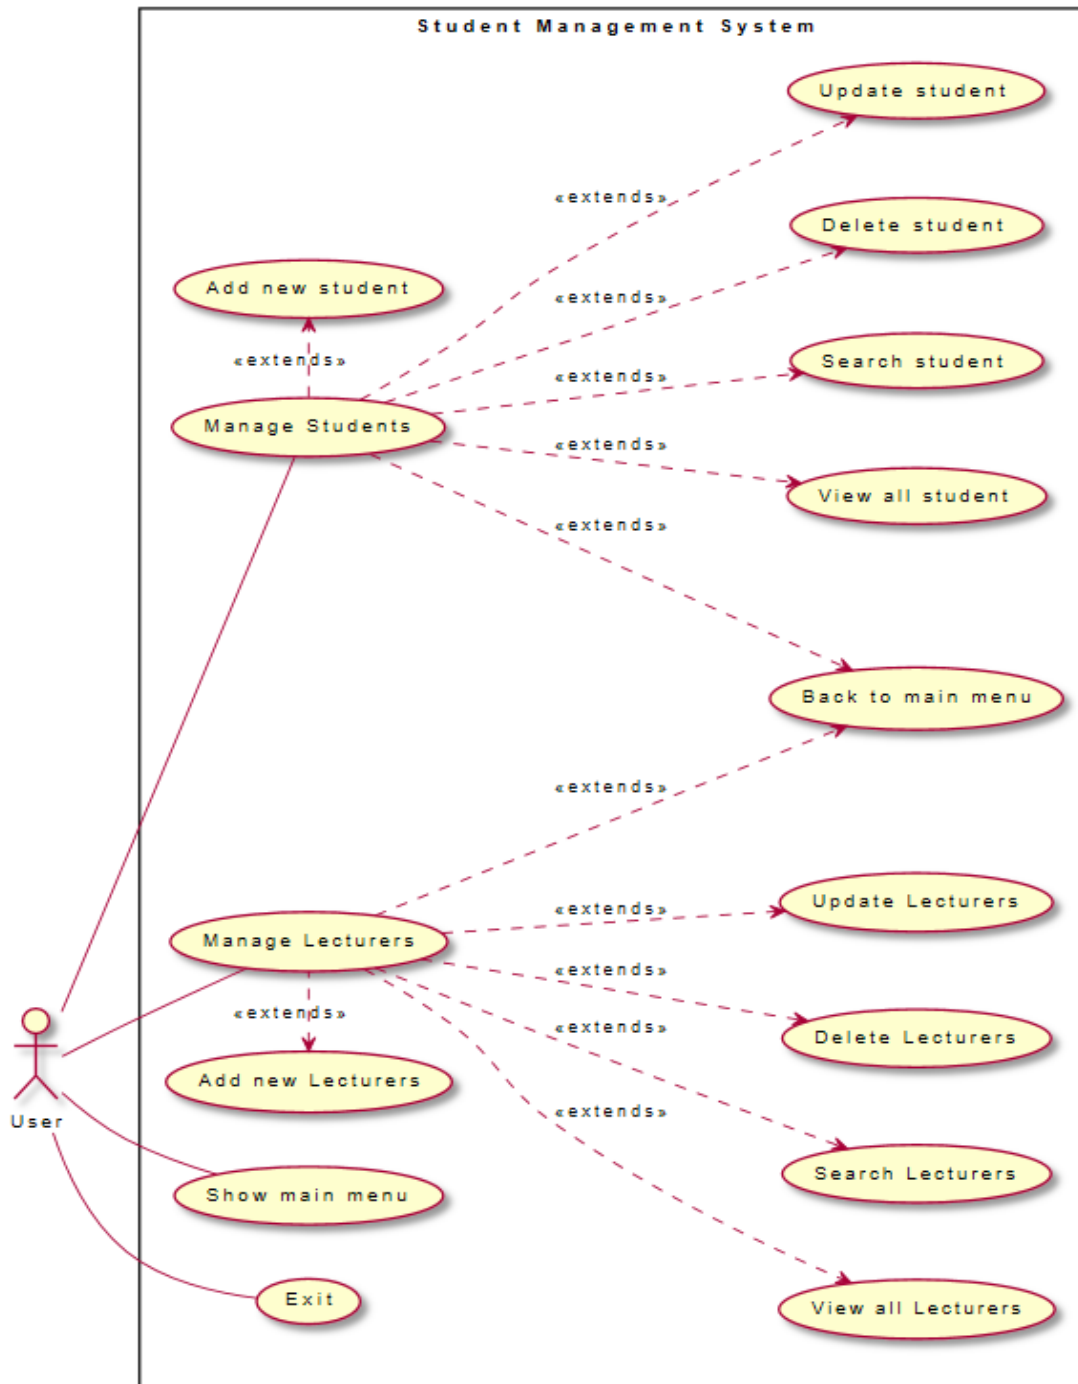 Student Management System
Update student
«extends»
Delete student
Add new student
«extends»
«extends»
Search student
«extends»
Manage Students
«extends»
View all student
«extends»
Back to main menu
«extends»
Update Lecturers
«extends»
Manage Lecturers
«extends»
«extends»
«extends»
Delete Lecturers
Add new Lecturers
«extends»
User
Search Lecturers
Show main menu
Exit
View all Lecturers